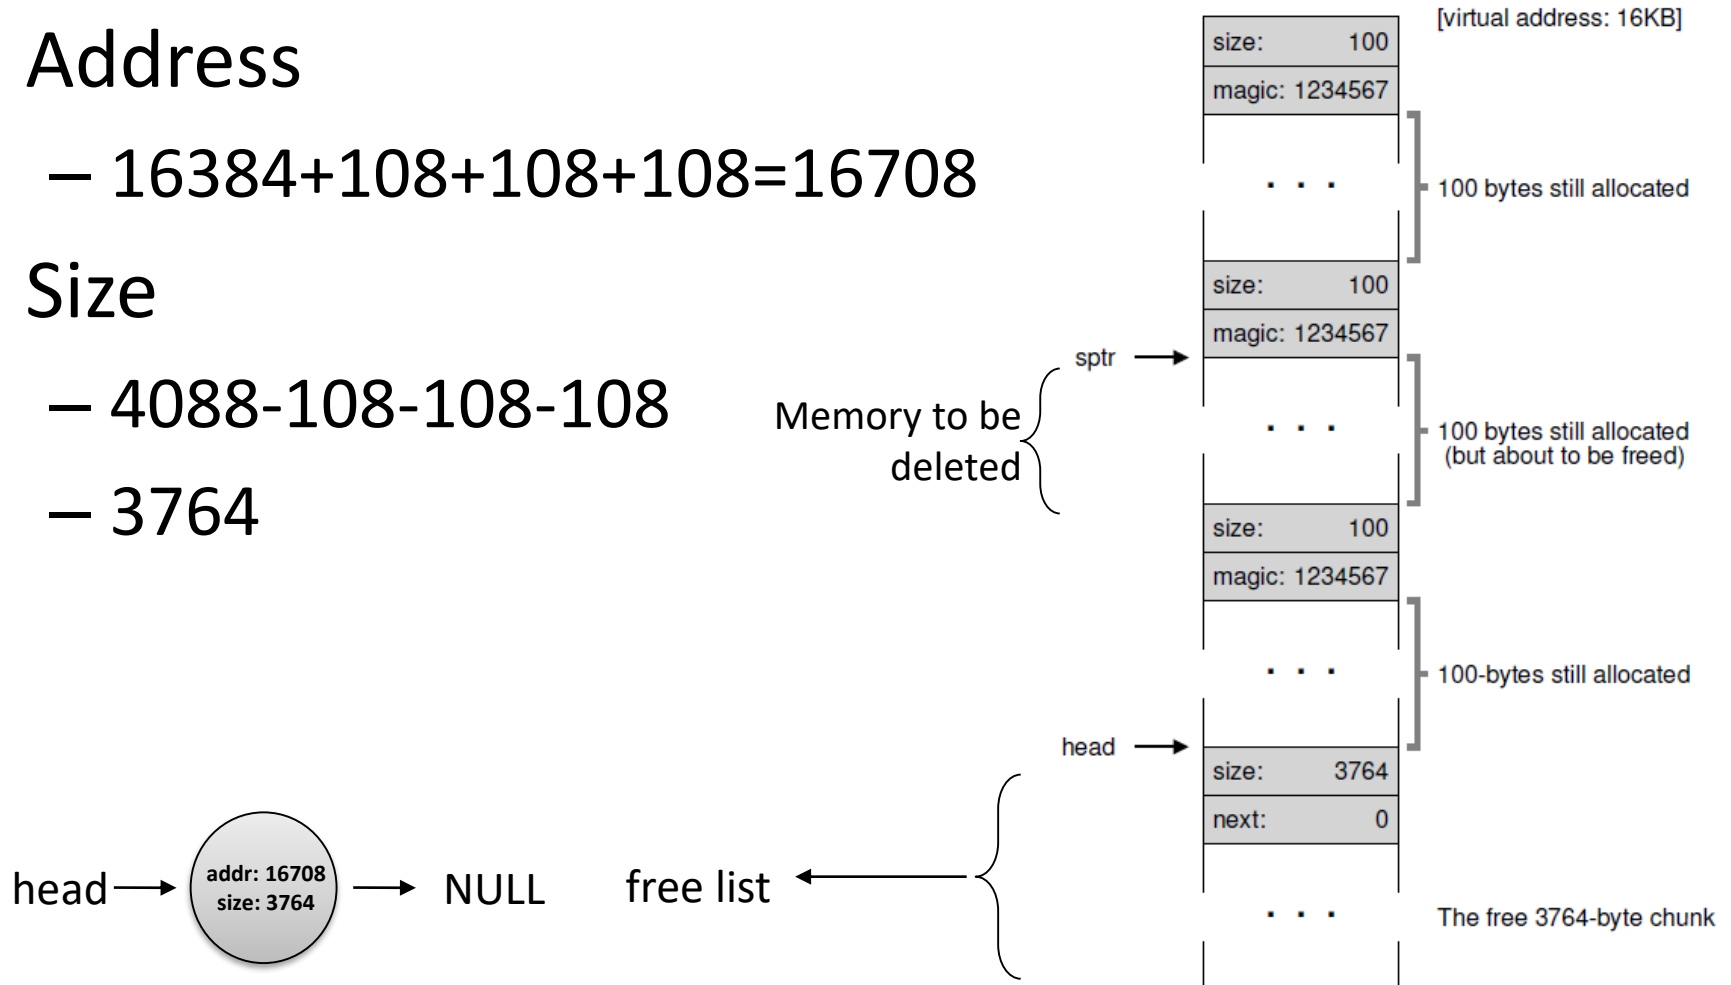 Address
– 16384+108+108+108=16708
Size
– 4088-108-108-108
– 3764
Memory to be
deleted
head
addr: 16708
size: 3764
NULL
free list
[virtual address: 16KB]
size: 100
magic: 1234567
. . .
100 bytes still allocated
size: 100
magic: 1234567
sptr
. . .
100 bytes still allocated
(but about to be freed)
size: 100
magic: 1234567
. . .
100-bytes still allocated
head
size: 3764
next: 0
. . .
The free 3764-byte chunk